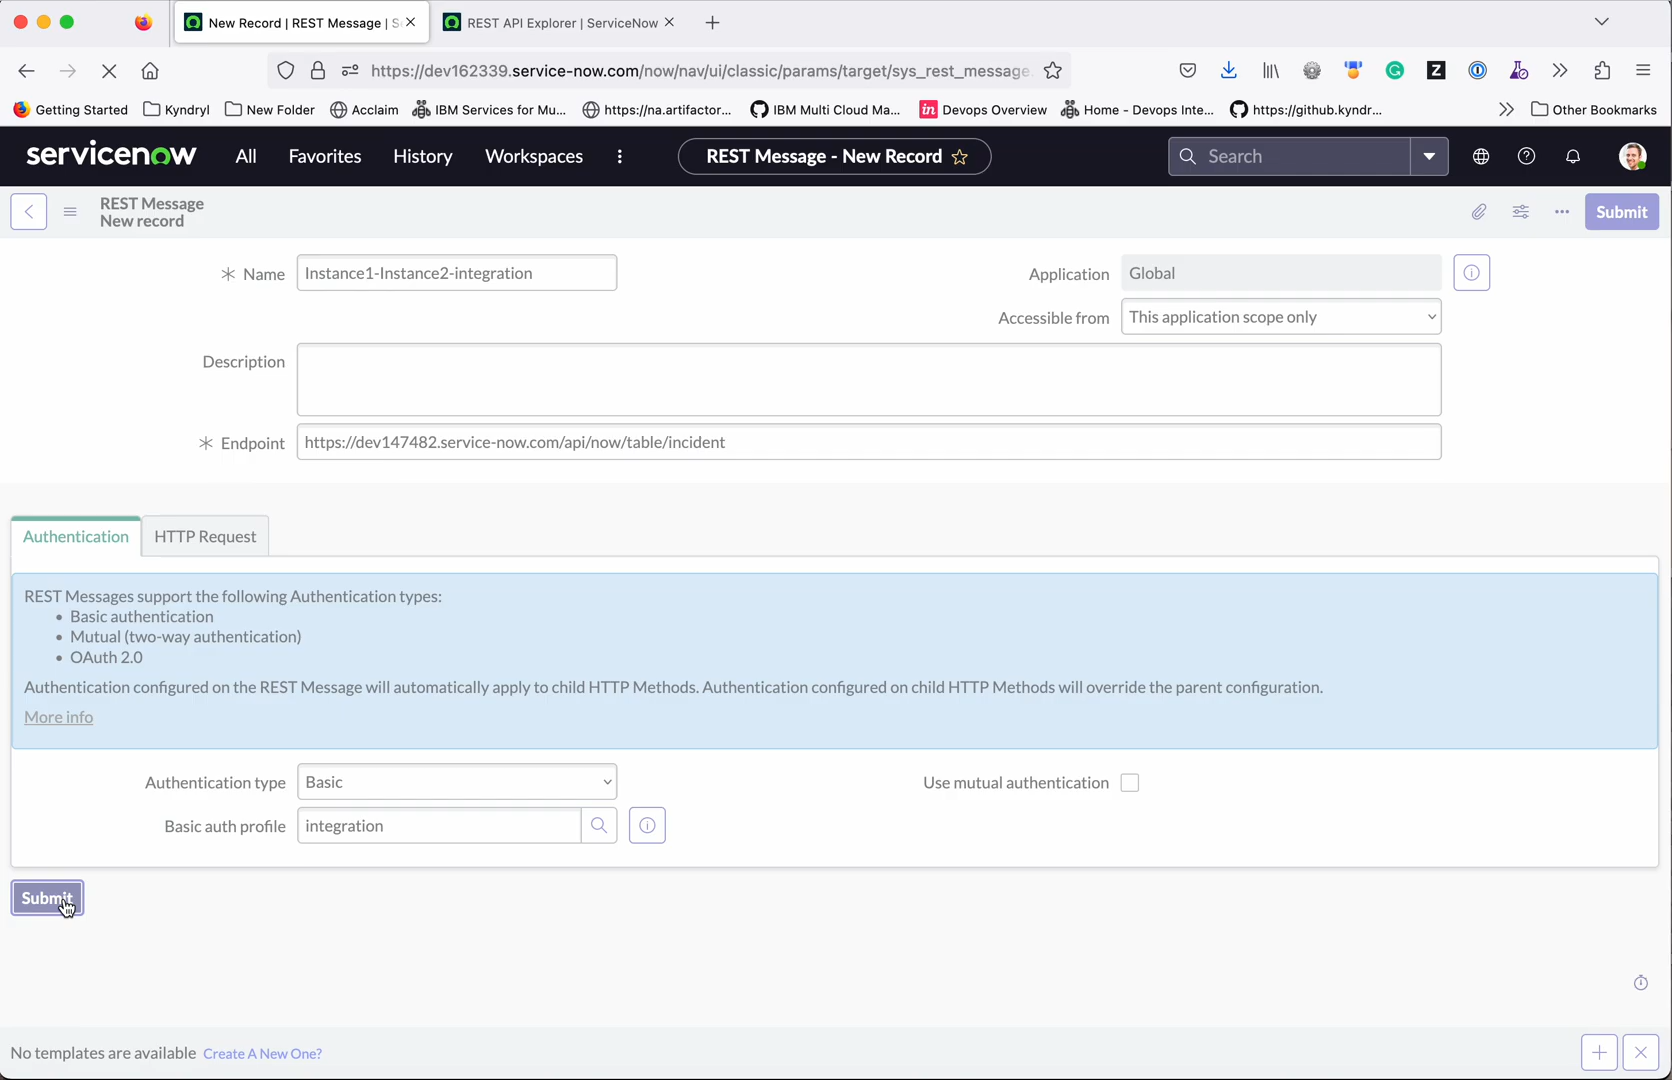 New Record | REST Message | S
REST API Explorer | ServiceNow
https://dev162339.service-now.com/now/nav/ui/classic/params/target/sys_rest_message.
Getting Started
Kyndryl
New Folder
Acclaim
IBM Services for Mu...
https://na.artifactor...
IBM Multi Cloud Ma...
in Devops Overview
Home - Devops Inte...
https://github.kyndr...
Other Bookmarks
servicenow
All
Favorites
History
Workspaces
REST Message - New Record
Search
REST Message
New record
Submit
Name
Instance1-Instance2-integration
Application
Global
Accessible from
This application scope only
Description
Endpoint
https://dev147482.service-now.com/api/now/table/incident
Authentication
HTTP Request
REST Messages support the following Authentication types:
• Basic authentication
• Mutual (two-way authentication)
• OAuth 2.0
Authentication configured on the REST Message will automatically apply to child HTTP Methods. Authentication configured on child HTTP Methods will override the parent configuration.
More info
Authentication type
Basic
Use mutual authentication
Basic auth profile
integration
Submit
No templates are available Create A New One?